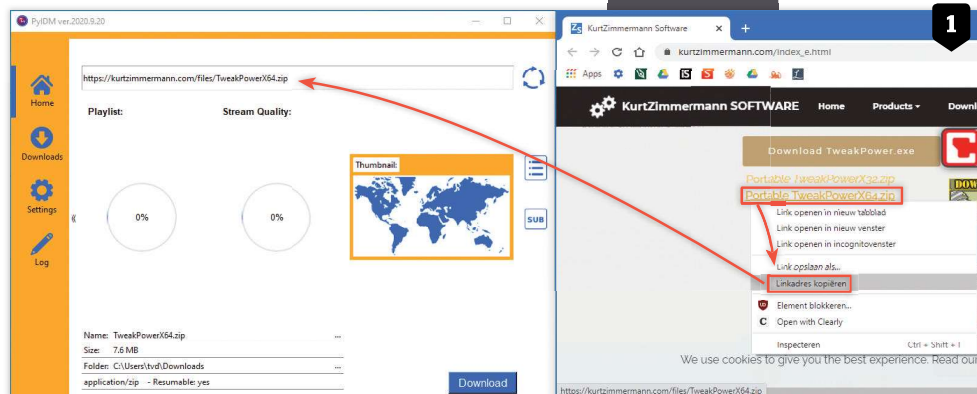 PyIDM ver.2020.9.20
https://kurtzimmermann.com/files/TweakPowerX64.zip
Home
Downloads
Settings
Log
Playlist:
Stream Quality:
0%
0%
Thumbnail:
SUB
Name: TweakPowerX64.zip ...
Size: 7.6 MB
Folder: C:\Users\tvd\Downloads ...
application/zip - Resumable: yes
Download
KurtZimmermann Software
1
kurtzimmermann.com/index_e.html
Apps
KurtZimmermann SOFTWARE Home Products Downl
Download TweakPower.exe
Portable TweakPowerX32.zip
Portable TweakPowerX64.zip
DOW
Link openen in nieuw tabblad
Link openen in nieuw venster
Link openen in incognitovenster
Link opslaan als...
Linkadres kopiëren
Element blokkeren...
Open with Clearly
Inspecteren Ctrl + Shift + I
We use cookies to give you the best experience. Read our
https://kurtzimmermann.com/files/TweakPowerX64.zip